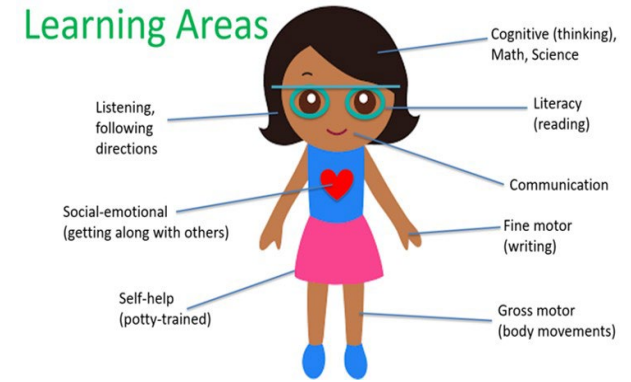 Learning Areas
Cognitive (thinking),
Math, Science
Listening,
following
directions
Literacy
(reading)
Communication
Social-emotional
(getting along with others)
Fine motor
(writing)
Self-help
(potty-trained)
Gross motor
(body movements)